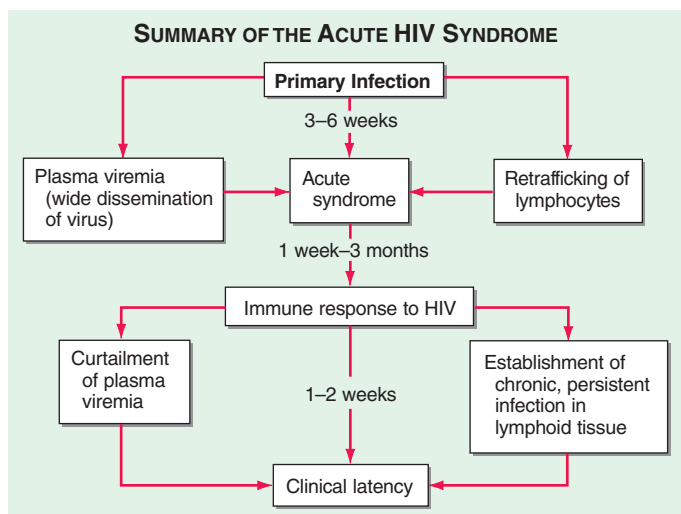 SUMMARY OF THE ACUTE HIV SYNDROME
Primary Infection
3–6 weeks
Plasma viremia
(wide dissemination
of virus)
Acute
syndrome
Retrafficking of
lymphocytes
1 week–3 months
Immune response to HIV
Curtailment
of plasma
viremia
1–2 weeks
Establishment of
chronic, persistent
infection in
lymphoid tissue
Clinical latency